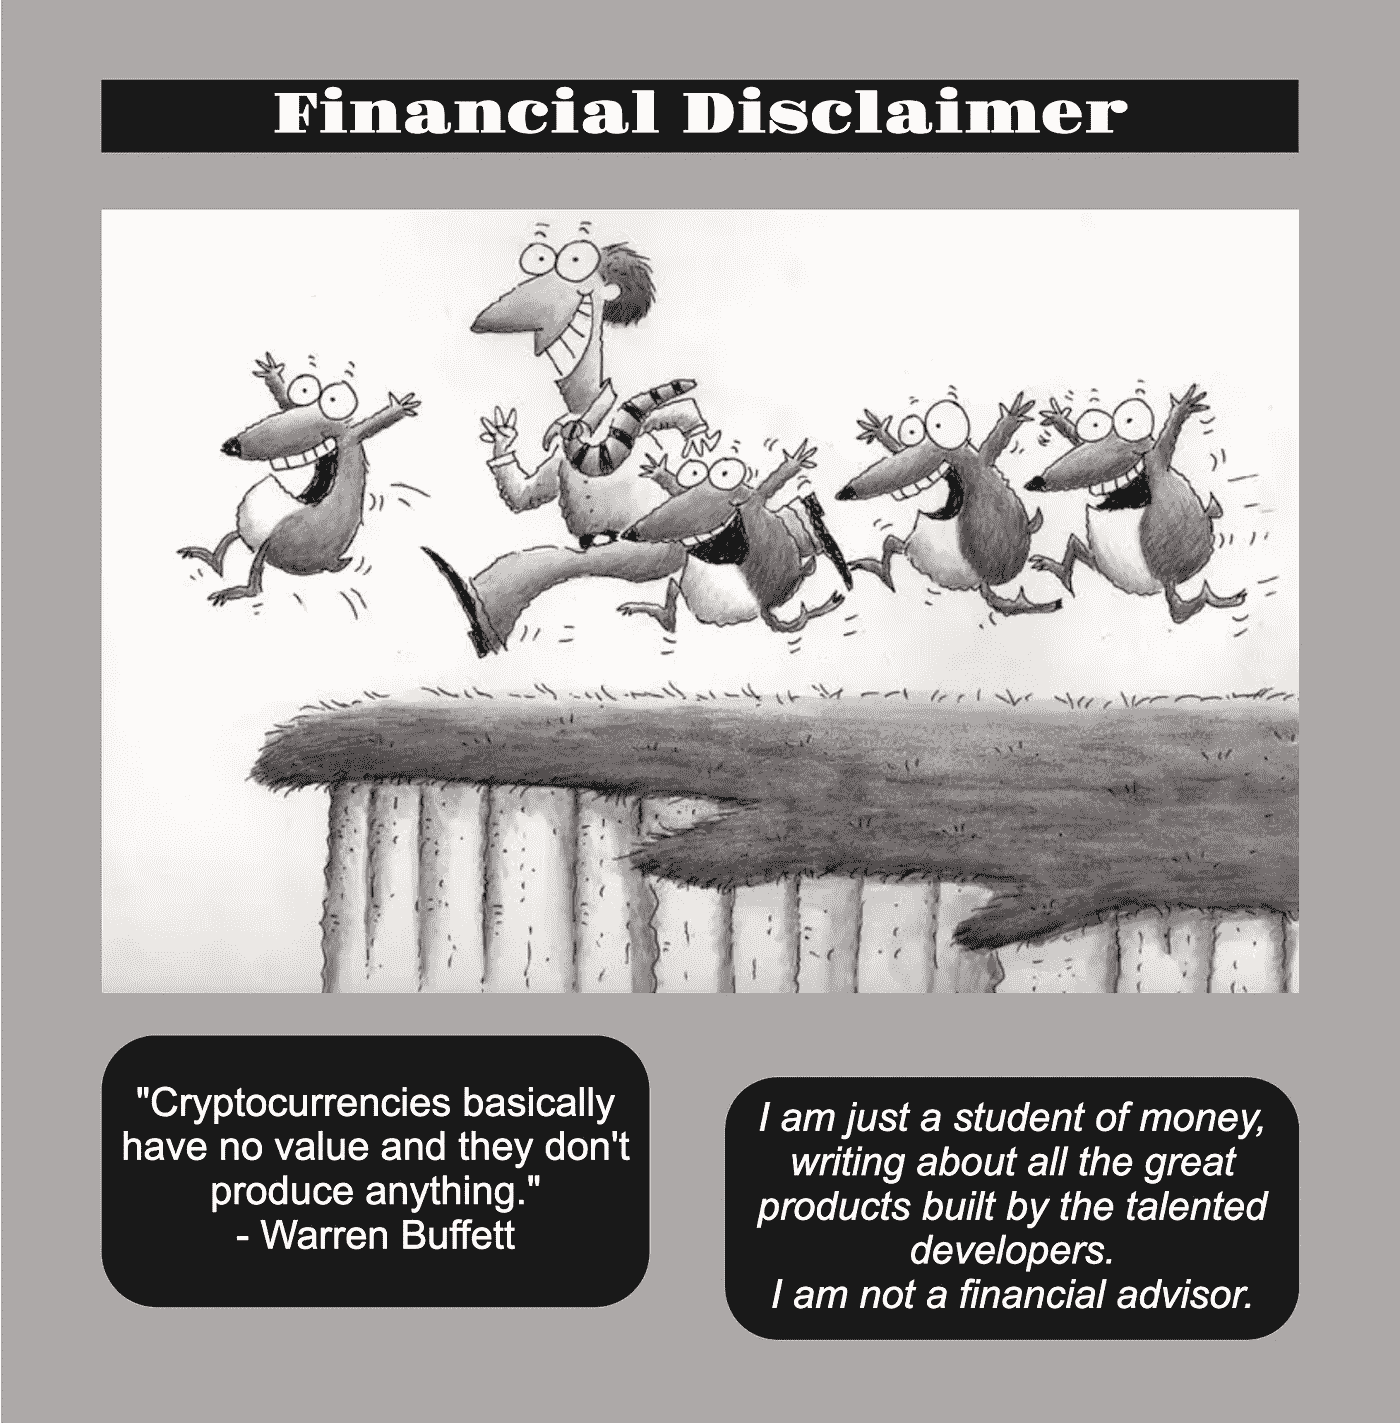 Financial Disclaimer
"Cryptocurrencies basically
have no value and they don't
produce anything."
- Warren Buffett
I am just a student of money,
writing about all the great
products built by the talented
developers.
I am not a financial advisor.